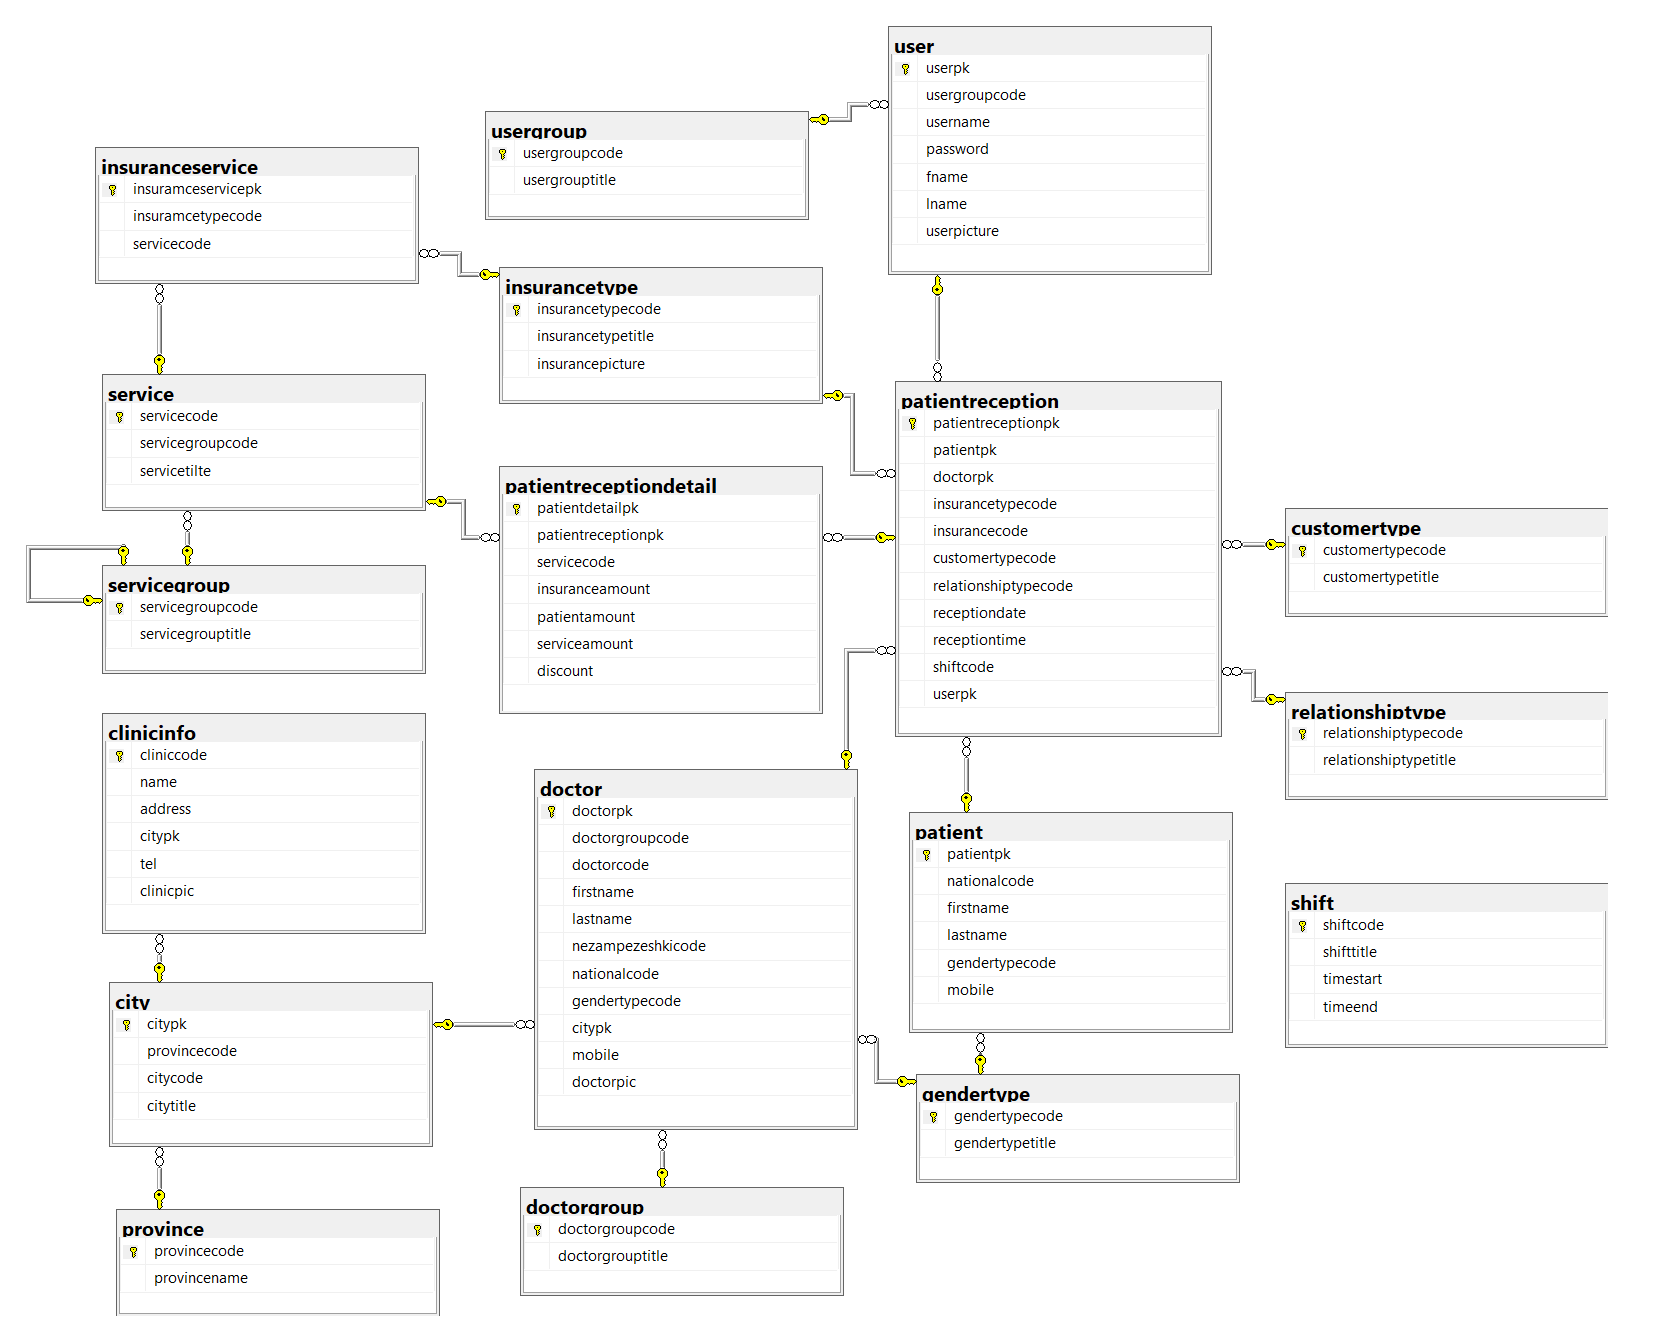 user
userpk
usergroupcode
username
password
fname
lname
userpicture
usergroup
usergroupcode
usergrouptitle
insuranceservice
insuramceservicepk
insuramcetypecode
servicecode
insurancetype
insurancetypecode
insurancetypetitle
insurancepicture
service
servicecode
servicegroupcode
servicetilte
patientreception
patientreceptionpk
patientpk
doctorpk
insurancetypecode
insurancecode
customertypecode
relationshiptypecode
receptiondate
receptiontime
shiftcode
userpk
patientreceptiondetail
patientdetailpk
patientreceptionpk
servicecode
insuranceamount
patientamount
serviceamount
discount
customertype
customertypecode
customertypetitle
servicegroup
servicegroupcode
servicegrouptitle
relationshiptype
relationshiptypecode
relationshiptypetitle
clinicinfo
cliniccode
name
address
citypk
tel
clinicpic
doctor
doctorpk
doctorgroupcode
doctorcode
firstname
lastname
nezampezeshkicode
nationalcode
gendertypecode
citypk
mobile
doctorpic
patient
patientpk
nationalcode
firstname
lastname
gendertypecode
mobile
shift
shiftcode
shifttitle
timestart
timeend
city
citypk
provincecode
citycode
citytitle
gendertype
gendertypecode
gendertypetitle
doctorgroup
doctorgroupcode
doctorgrouptitle
province
provincecode
provincename